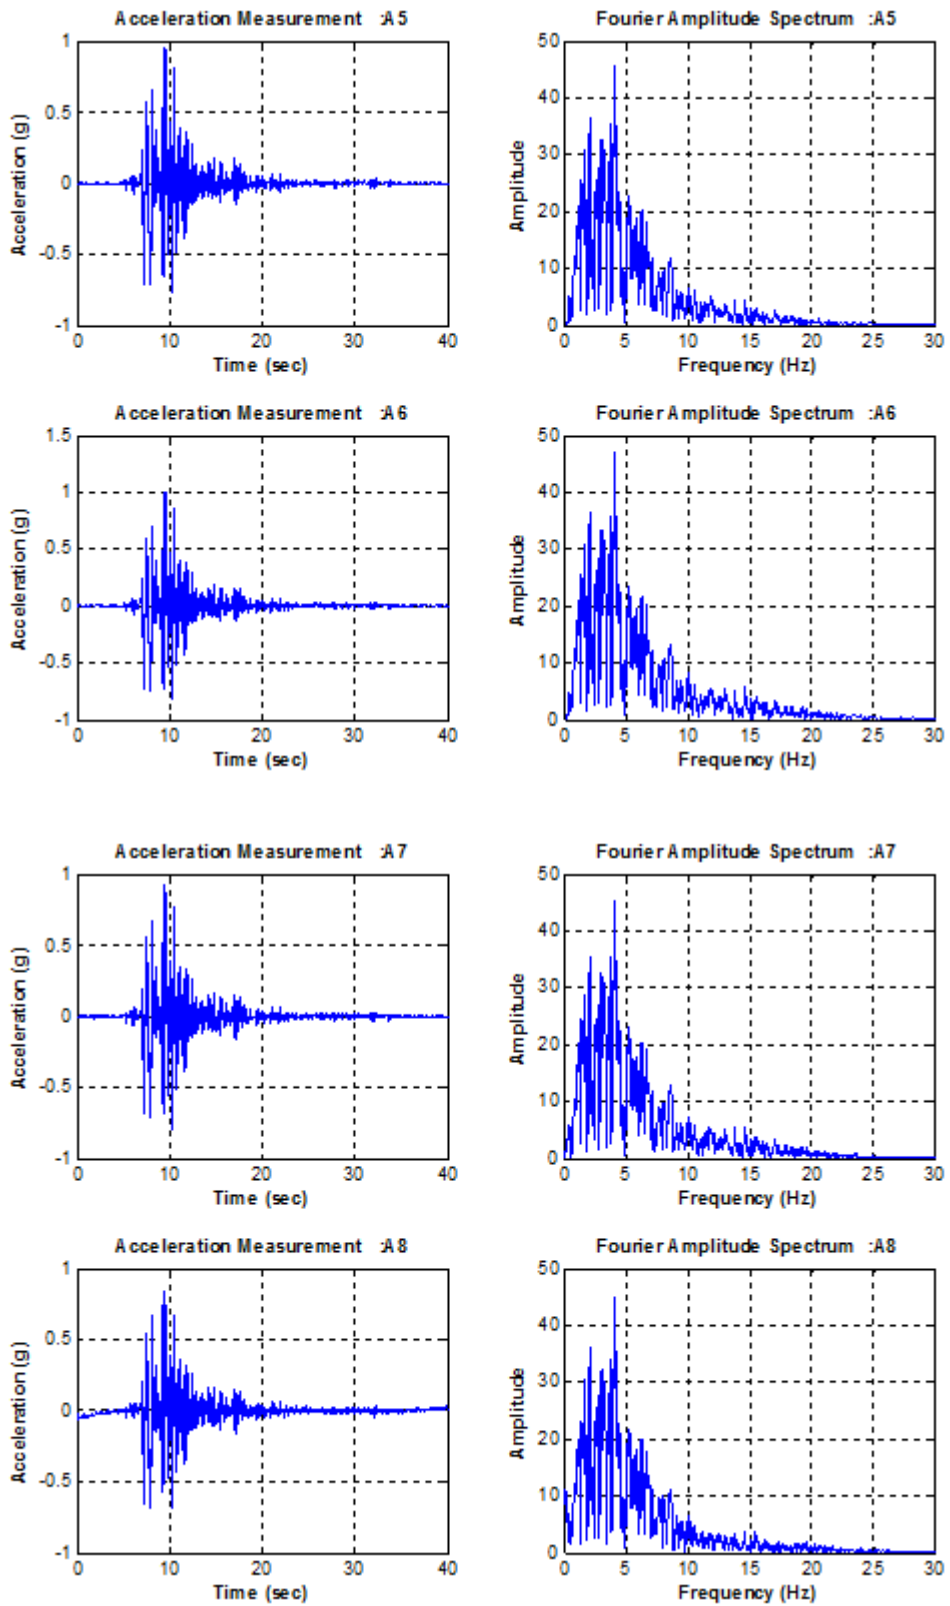 Acceleration Measurement :A5 Fourier Amplitude Spectrum :A5
1 50
40
0.5
30
0
20
-0.5
10
-1 0
0 10 20 30 40 0 5 10 15 20 25 30
Acceleration (g) Amplitude
Time (sec) Frequency (Hz)
Acceleration Measurement :A6 Fourier Amplitude Spectrum :A6
1.5 50
1 40
0.5 30
0 20
-0.5 10
-1 0
0 10 20 30 40 0 5 10 15 20 25 30
Acceleration (g) Amplitude
Time (sec) Frequency (Hz)
Acceleration Measurement :A7 Fourier Amplitude Spectrum :A7
1 50
40
0.5
30
0
20
-0.5
10
-1 0
0 10 20 30 40 0 5 10 15 20 25 30
Acceleration (g) Amplitude
Time (sec) Frequency (Hz)
Acceleration Measurement :A8 Fourier Amplitude Spectrum :A8
1 50
40
0.5
30
0
20
-0.5
10
-1 0
0 10 20 30 40 0 5 10 15 20 25 30
Acceleration (g) Amplitude
Time (sec) Frequency (Hz)